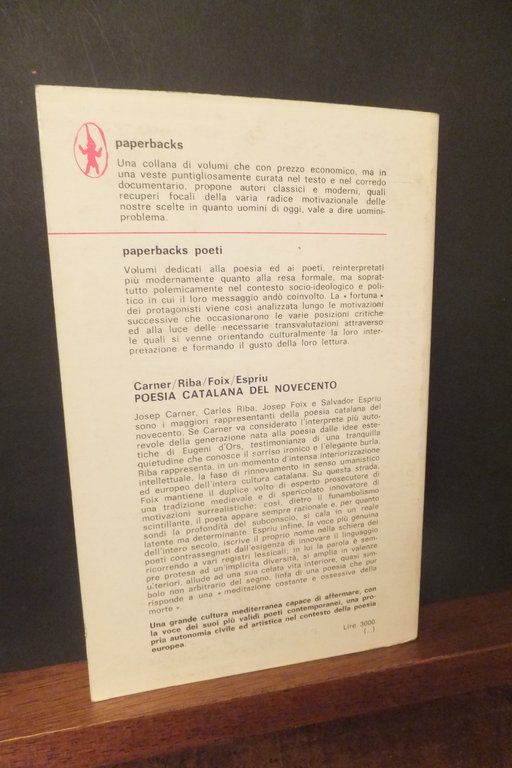 paperbacks
Una collana di volumi che con prezzo economico, ma in
una veste puntigliosamente curata nel testo e nel corredo
documentario, propone autori classici e moderni, quali
recuperi focali della varia radice motivazionale delle
nostre scelte in quanto uomini di oggi, vale a dire uomini-
problema.
paperbacks poeti
Volumi dedicati alla poesia ed ai poeti, reinterpretati
più modernamente quanto alla resa formale, ma soprat-
tutto polemicamente nel contesto socio-ideologico e poli-
tico in cui il loro messaggio andò coinvolto. La « fortuna »
dei protagonisti viene così analizzata lungo le motivazioni
successive che occasionarono le varie posizioni critiche
ed alla luce delle necessarie transvalutazioni attraverso
le quali si venne orientando culturalmente la loro inter-
pretazione e formando il gusto della loro lettura.
Carner/Riba/Foix/Espriu
POESIA CATALANA DEL NOVECENTO
Josep Carner, Carles Riba, Josep Foix e Salvador Espriu
sono i maggiori rappresentanti della poesia catalana del
novecento. Se Carner va considerato l'interprete più auto-
revole della generazione nata alla poesia dalle idee este-
tiche di Eugeni d'Ors, testimonianza di una tranquilla
quietudine che conosce il sorriso ironico e l'elegante burla,
Riba rappresenta, in un momento d'intensa interiorizzazione
intellettuale, la fase di rinnovamento in senso umanistico
ed europeo dell'intera cultura catalana. Su questa strada,
Foix mantiene il duplice volto di esperto prosecutore di
una tradizione medievale e di spericolato innovatore di
motivazioni surrealistiche; così, dietro il funambolismo
scintillante, il poeta appare sempre razionale e, per quanto
sondi la profondità del subconscio, si cala in un reale
latente ma determinante. Espriu infine, la voce più genuina
dell'intero secolo, iscrive il proprio nome nella schiera dei
poeti contrassegnati dall'esigenza di innovare il linguaggio
ricorrendo a vari registri lessicali; in lui la parola è sem-
pre protesa ad un'implicita diversità, si amplia in valenze
ulteriori, allude ad una sua celata vita interiore, quasi sim-
bolo non arbitrario del segno, linfa di una poesia che pur
risponde a una « meditazione costante e ossessiva della
morte ».
Una grande cultura mediterranea capace di affermare, con
la voce dei suoi più validi poeti contemporanei, una pro-
pria autonomia civile ed artistica nel contesto della poesia
europea.
Lire 3000
(...)